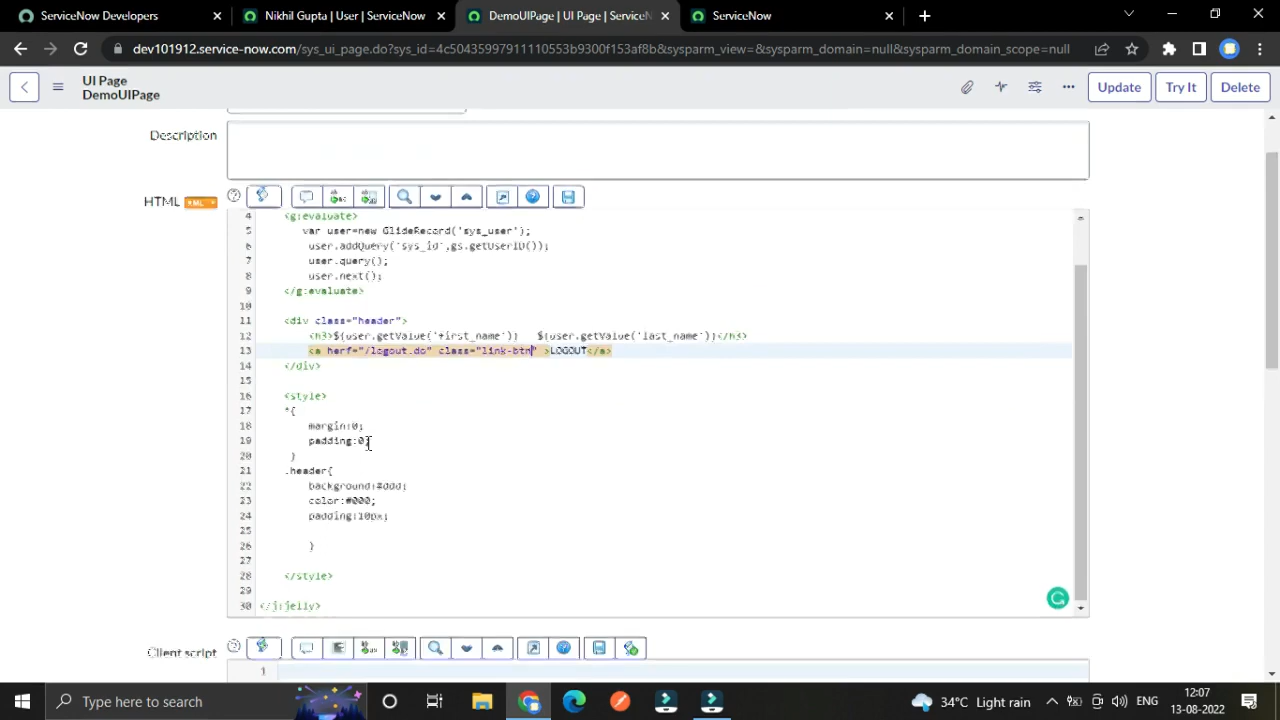 ServiceNow Developers
Nikhil Gupta | User | ServiceNow
DemoUIPage | UI Page | ServiceN
ServiceNow
dev101912.service-now.com/sys_ui_page.do?sys_id=4c50435997911110553b9300f153af8b&sysparm_view=&sysparm_domain=null&sysparm_domain_scope=null
UI Page
DemoUIPage
Update
Try It
Delete
Description
HTML
XML
4 <g:evaluate>
5 var user=new GlideRecord('sys_user');
6 user.addQuery('sys_id',gs.getUserID());
7 user.query();
8 user.next();
9 </g:evaluate>
10
11 <div class="header">
12 <h3>${user.getValue('first_name')} ${user.getValue('last_name')}</h3>
13 <a herf="/logout.do" class="link-btn" >LOGOUT</a>
14 </div>
15
16 <style>
17 *{
18 margin:0;
19 padding:0;
20 }
21 .header{
22 background:#ddd;
23 color:#000;
24 padding:10px;
25
26 }
27
28 </style>
29
30 </j:jelly>
Client script
1
Type here to search
34°C Light rain
ENG
12:07
13-08-2022